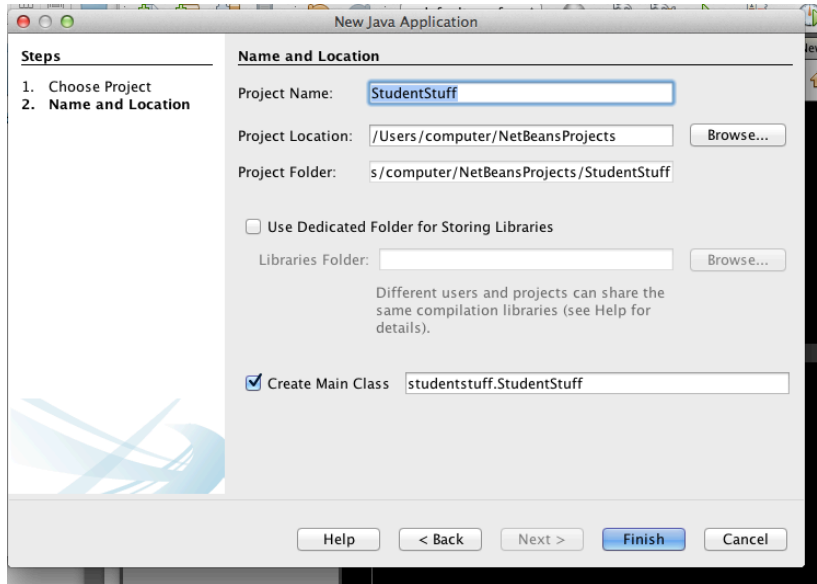 New Java Application
Steps
1. Choose Project
2. Name and Location
Name and Location
Project Name: StudentStuff
Project Location: /Users/computer/NetBeansProjects Browse...
Project Folder: s/computer/NetBeansProjects/StudentStuff
Use Dedicated Folder for Storing Libraries
Libraries Folder: Browse...
Different users and projects can share the
same compilation libraries (see Help for
details).
Create Main Class studentstuff.StudentStuff
Help < Back Next > Finish Cancel